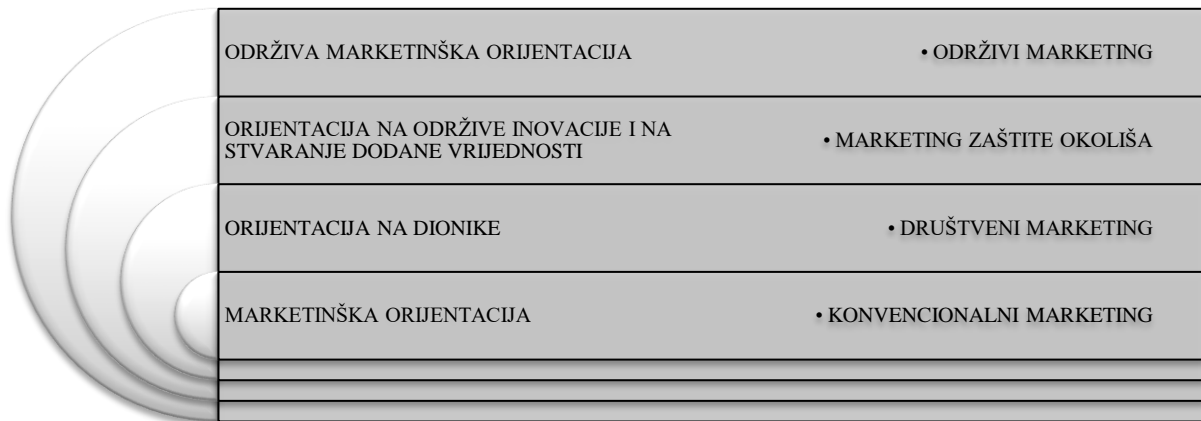 ODRŽIVA MARKETINŠKA ORIJENTACIJA
• ODRŽIVI MARKETING
ORIJENTACIJA NA ODRŽIVE INOVACIJE I NA
STVARANJE DODANE VRIJEDNOSTI
• MARKETING ZAŠTITE OKOLIŠA
ORIJENTACIJA NA DIONIKE
• DRUŠTVENI MARKETING
MARKETINŠKA ORIJENTACIJA
• KONVENCIONALNI MARKETING